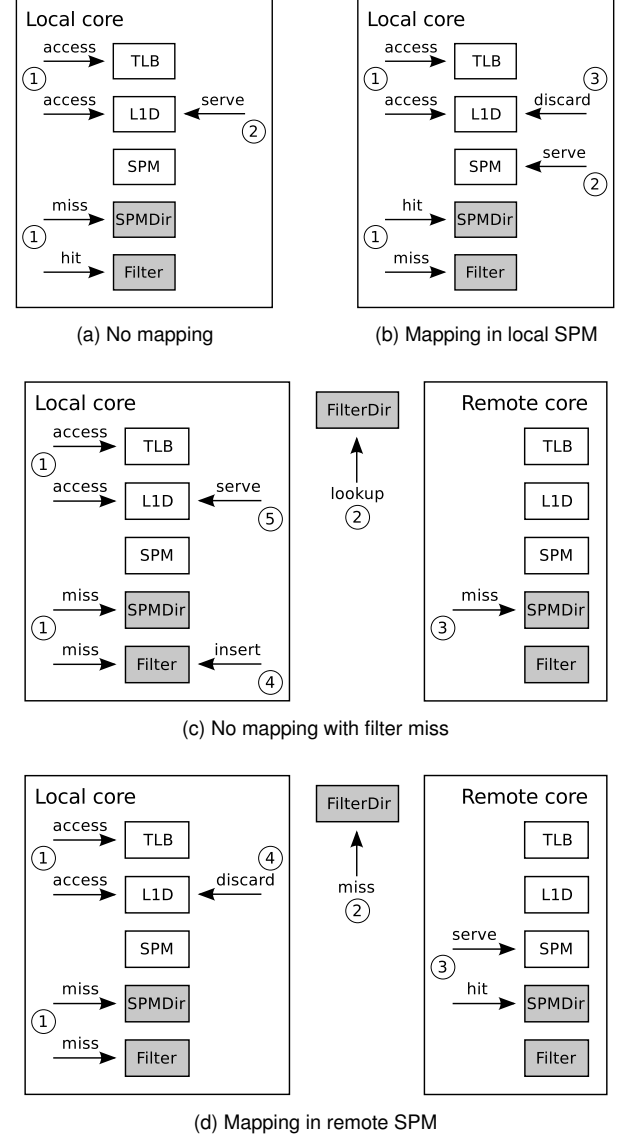 Local core
access
TLB
1
access
L1D
serve
2
SPM
miss
SPMDir
1
hit
Filter
(a) No mapping
Local core
access
TLB
1
3
access
L1D
discard
SPM
serve
2
hit
SPMDir
1
miss
Filter
(b) Mapping in local SPM
Local core
access
TLB
1
access
L1D
serve
5
SPM
miss
SPMDir
1
miss
Filter
insert
4
FilterDir
lookup
2
Remote core
TLB
L1D
SPM
miss
SPMDir
3
Filter
(c) No mapping with filter miss
Local core
access
TLB
1
4
access
L1D
discard
SPM
miss
SPMDir
1
miss
Filter
FilterDir
miss
2
Remote core
TLB
L1D
serve
SPM
3
hit
SPMDir
Filter
(d) Mapping in remote SPM